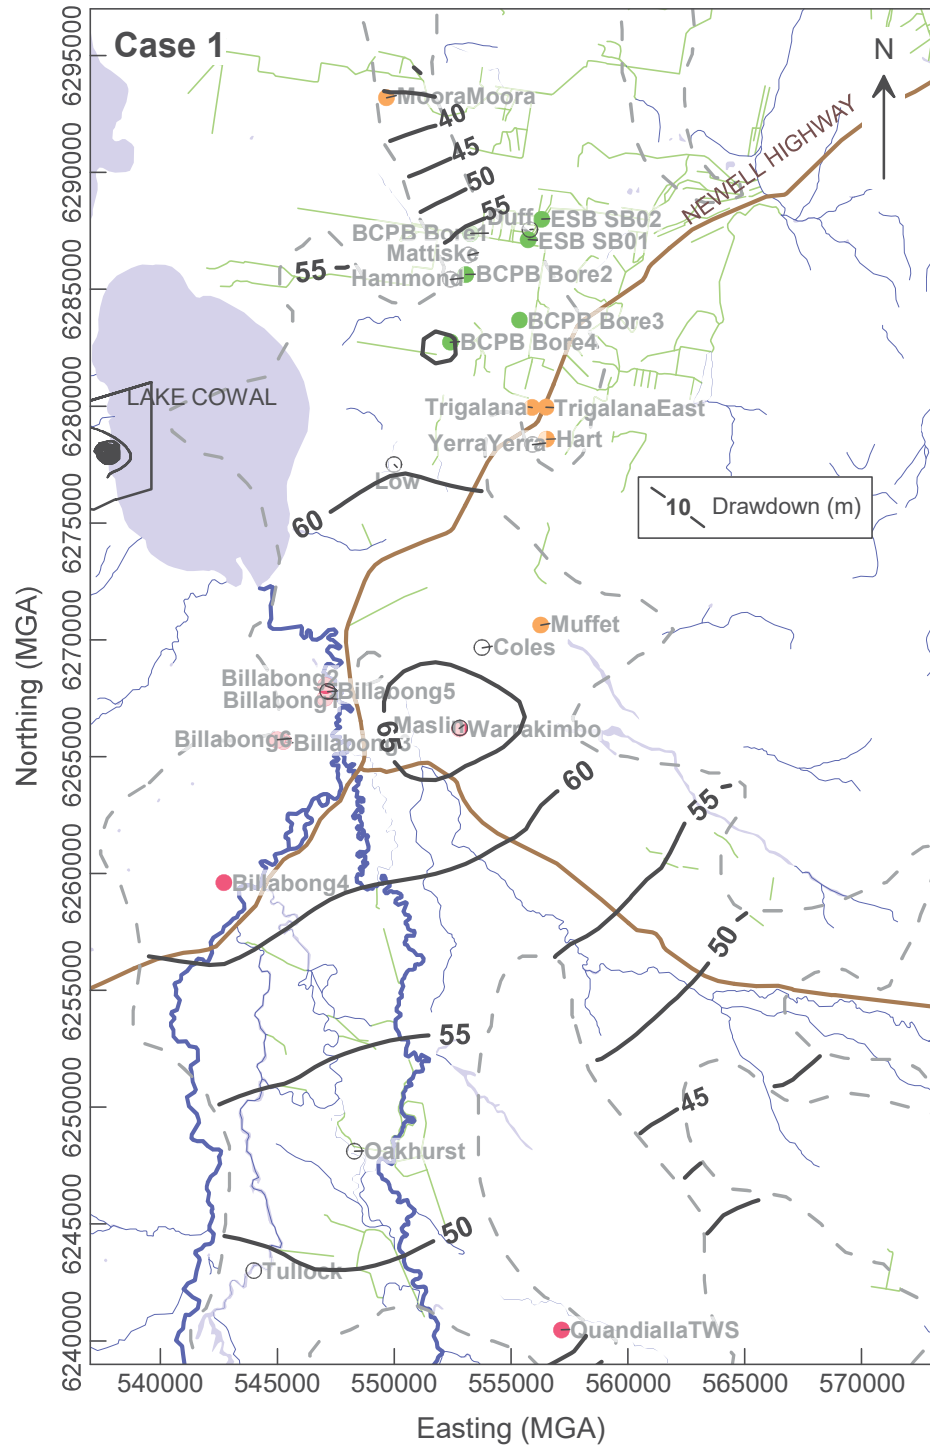 Case 1
N
MooraMoora
40
45
50
55
NEWELL HIGHWAY
Duff
ESB SB02
BCPB Bore1
ESB SB01
Mattiske
55
Hammond
BCPB Bore2
BCPB Bore3
BCPB Bore4
LAKE COWAL
Trigalana
TrigalanaEast
YerraYerra
Hart
Low
60
10 Drawdown (m)
Muffet
Coles
Billabong2
Billabong5
Billabong1
Maslin
Warrakimbo
65
Billabong6
Billabong3
60
55
Billabong4
50
55
45
Oakhurst
50
Tullock
QuandiallaTWS
6295000
6290000
6285000
6280000
6275000
6270000
6265000
6260000
6255000
6250000
6245000
6240000
Northing (MGA)
540000
545000
550000
555000
560000
565000
570000
Easting (MGA)